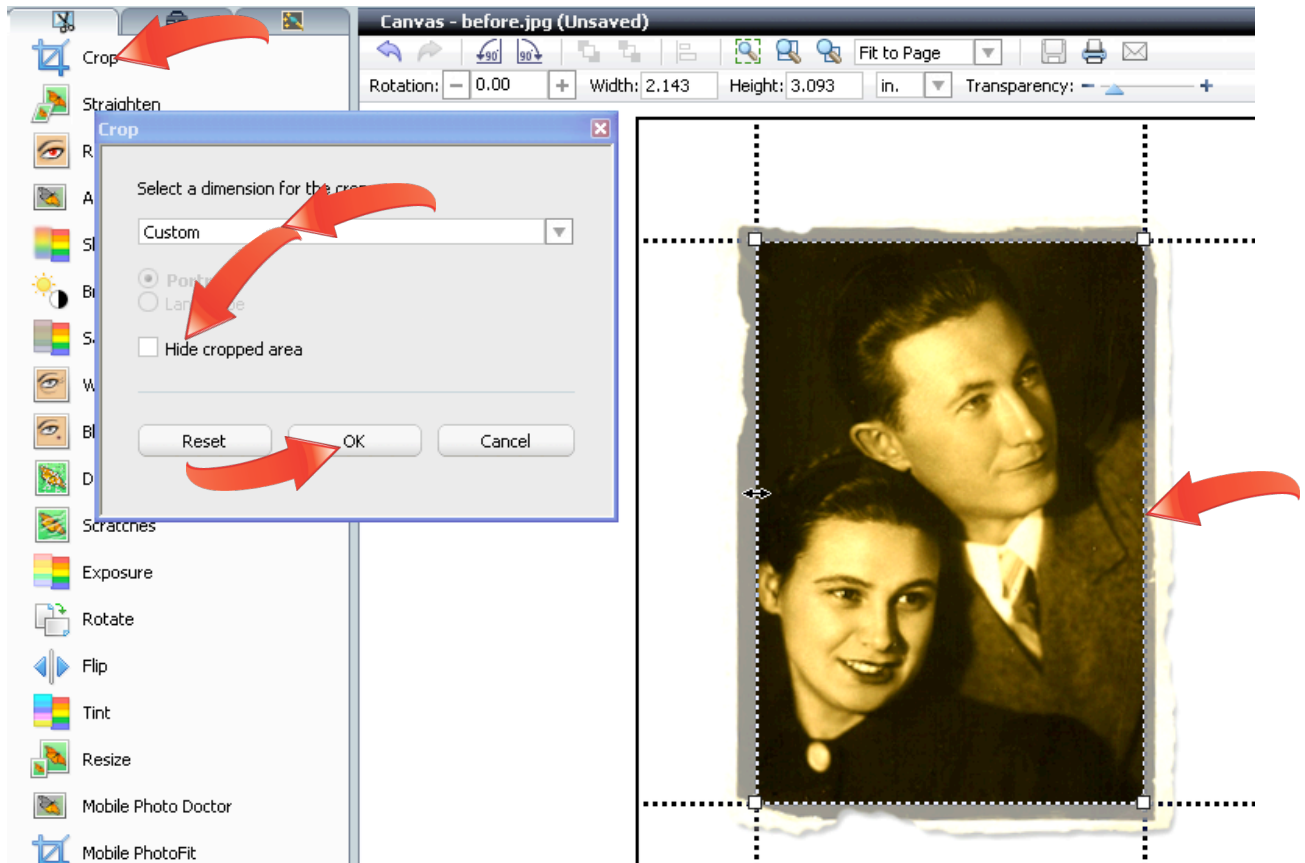 Canvas - before.jpg (Unsaved)
90° 90° Fit to Page
Rotation: 0.00 Width: 2.143 Height: 3.093 in. Transparency:
Crop
Straighten
Crop
Select a dimension for the
Custom
Hide cropped area
Reset OK Cancel
Scratches
Exposure
Rotate
Flip
Tint
Resize
Mobile Photo Doctor
Mobile PhotoFit